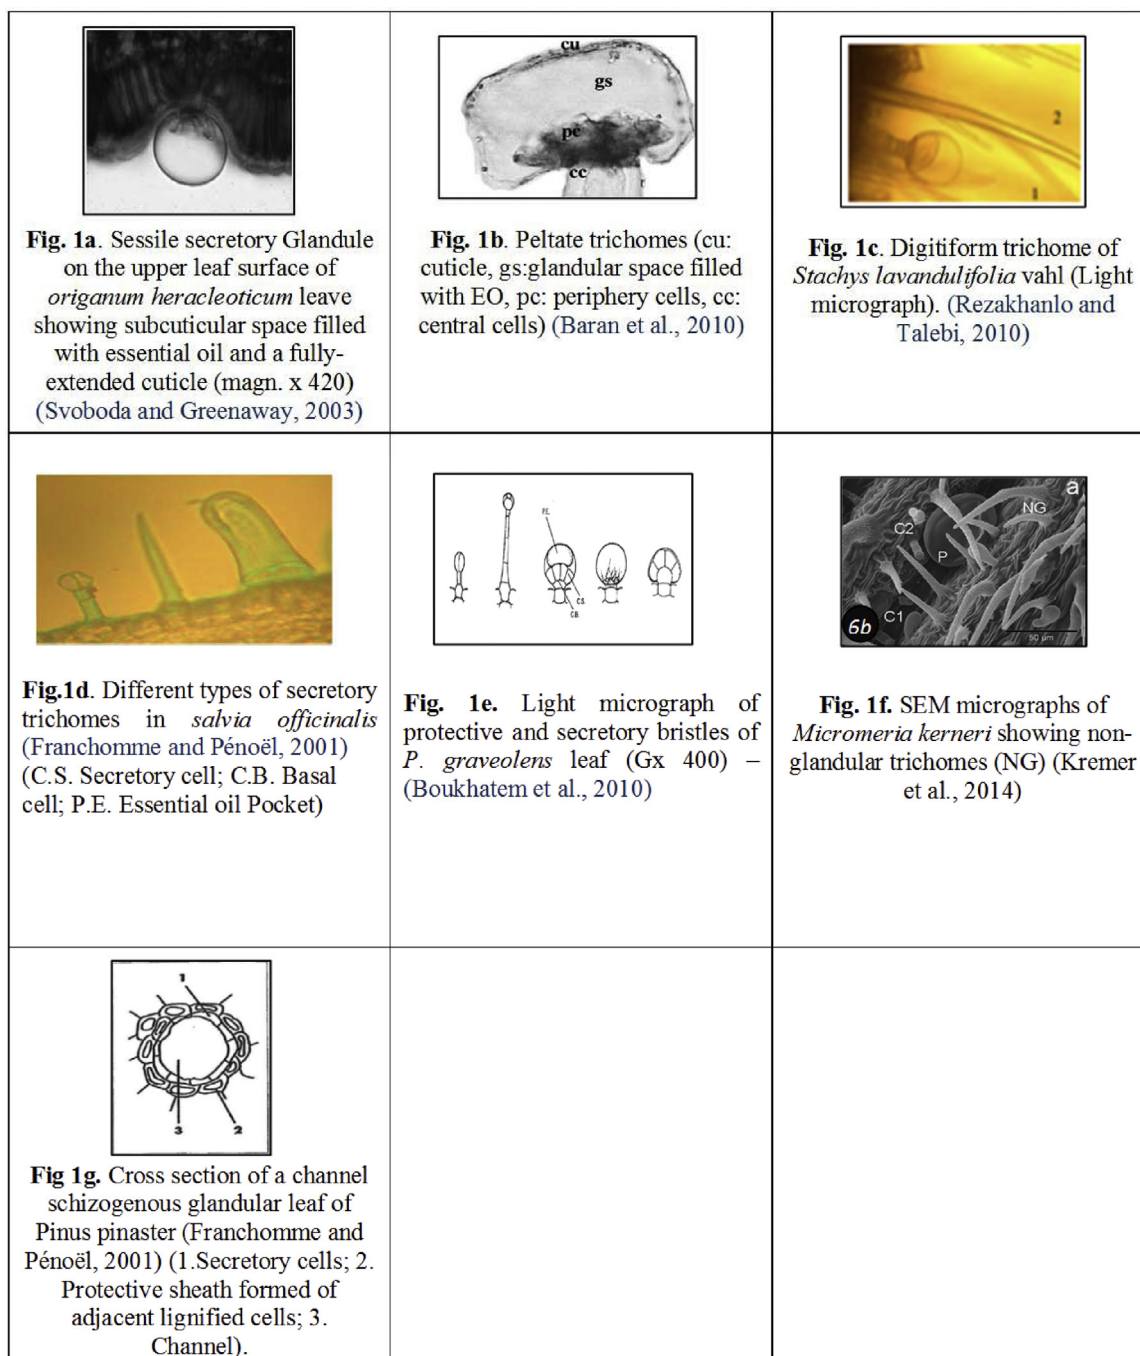 cu
gs
pc
cc
2
1
Fig. 1a. Sessile secretory Glandule
on the upper leaf surface of
origanum heracleoticum leave
showing subcuticular space filled
with essential oil and a fully-
extended cuticle (magn. x 420)
(Svoboda and Greenaway, 2003)
Fig. 1b. Peltate trichomes (cu:
cuticle, gs:glandular space filled
with EO, pc: periphery cells, cc:
central cells) (Baran et al., 2010)
Fig. 1c. Digitiform trichome of
Stachys lavandulifolia vahl (Light
micrograph). (Rezakhanlo and
Talebi, 2010)
P.E.
C.S.
C.B.
a
NG
C2
P
C1
6b
50 µm
Fig.1d. Different types of secretory
trichomes in salvia officinalis
(Franchomme and Pénoël, 2001)
(C.S. Secretory cell; C.B. Basal
cell; P.E. Essential oil Pocket)
Fig. 1e. Light micrograph of
protective and secretory bristles of
P. graveolens leaf (Gx 400) –
(Boukhatem et al., 2010)
Fig. 1f. SEM micrographs of
Micromeria kerneri showing non-
glandular trichomes (NG) (Kremer
et al., 2014)
1
3
2
Fig 1g. Cross section of a channel
schizogenous glandular leaf of
Pinus pinaster (Franchomme and
Pénoël, 2001) (1.Secretory cells; 2.
Protective sheath formed of
adjacent lignified cells; 3.
Channel).